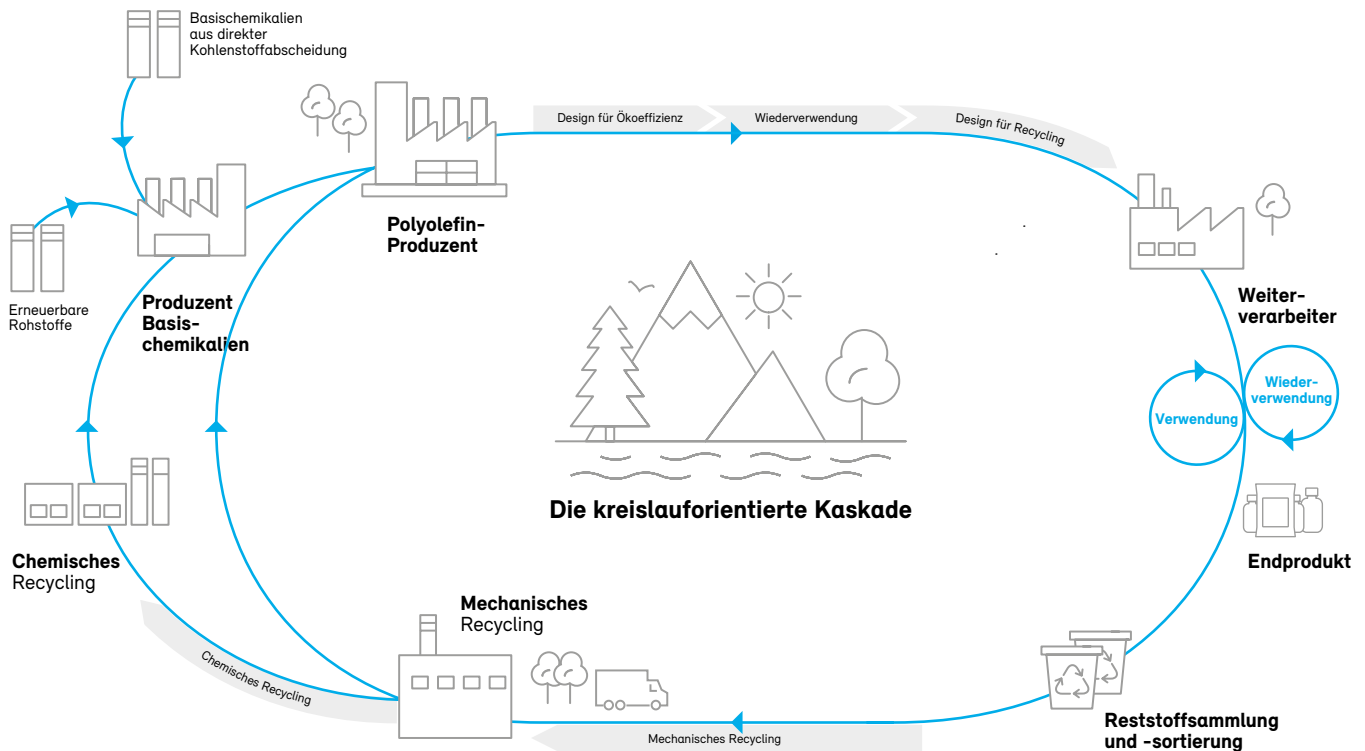 Basischemikalien
aus direkter
Kohlenstoffabscheidung
Design für Ökoeffizienz
Wiederverwendung
Design für Recycling
Polyolefin-
Produzent
Erneuerbare
Rohstoffe
Produzent
Basis-
chemikalien
Weiter-
verarbeiter
Wieder-
verwendung
Verwendung
Die kreislauforientierte Kaskade
Endprodukt
Chemisches
Recycling
Mechanisches
Recycling
Chemisches Recycling
Mechanisches Recycling
Reststoffsammlung
und -sortierung